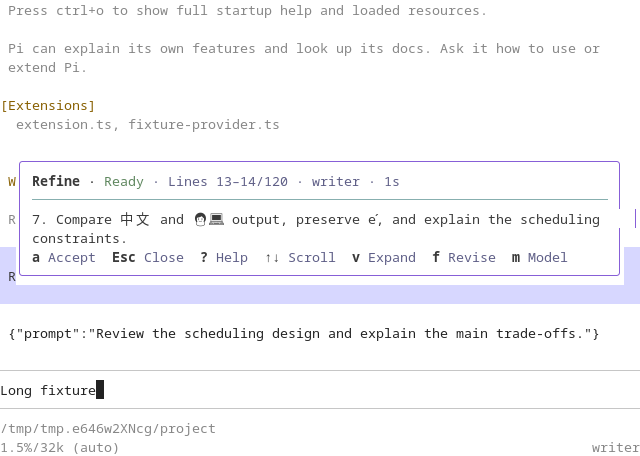 Press ctrl+o to show full startup help and loaded resources.
Pi can explain its own features and look up its docs. Ask it how to use or
extend Pi.
[Extensions]
extension.ts, fixture-provider.ts
W
Refine · Ready · Lines 13–14/120 · writer · 1s
R
7. Compare 中文 and 🧑‍💻 output, preserve é, and explain the scheduling
constraints.
a Accept  Esc Close  ? Help  ↑↓ Scroll  v Expand  f Revise  m Model
R
{"prompt":"Review the scheduling design and explain the main trade-offs."}
Long fixture
/tmp/tmp.e646w2XNcg/project
1.5%/32k (auto) writer